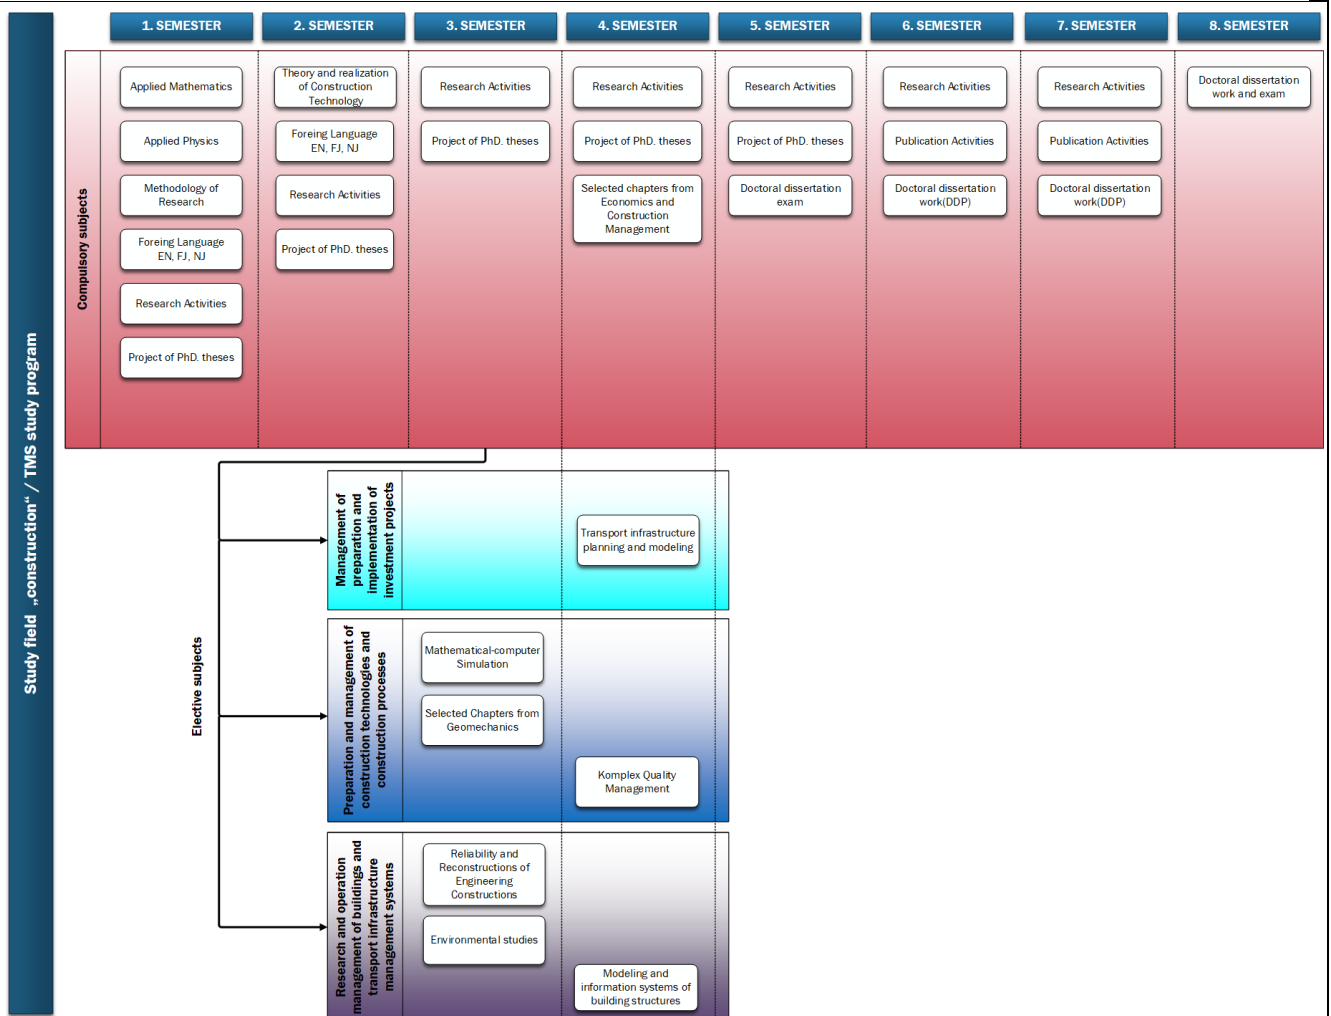 Study field „construction“ / TMS study program
1. SEMESTER
2. SEMESTER
3. SEMESTER
4. SEMESTER
5. SEMESTER
6. SEMESTER
7. SEMESTER
8. SEMESTER
Compulsory subjects
Applied Mathematics
Applied Physics
Methodology of
Research
Foreing Language
EN, FJ, NJ
Research Activities
Project of PhD. theses
Theory and realization
of Construction
Technology
Foreing Language
EN, FJ, NJ
Research Activities
Project of PhD. theses
Research Activities
Project of PhD. theses
Research Activities
Project of PhD. theses
Selected chapters from
Economics and
Construction
Management
Research Activities
Project of PhD. theses
Doctoral dissertation
exam
Research Activities
Publication Activities
Doctoral dissertation
work(DDP)
Research Activities
Publication Activities
Doctoral dissertation
work(DDP)
Doctoral dissertation
work and exam
Elective subjects
Management of
preparation and
implementation of
investment projects
Transport infrastructure
planning and modeling
Preparation and management of
construction technologies and
construction processes
Mathematical-computer
Simulation
Selected Chapters from
Geomechanics
Komplex Quality
Management
Research and operation
management of buildings and
transport infrastructure
management systems
Reliability and
Reconstructions of
Engineering
Constructions
Environmental studies
Modeling and
information systems of
building structures